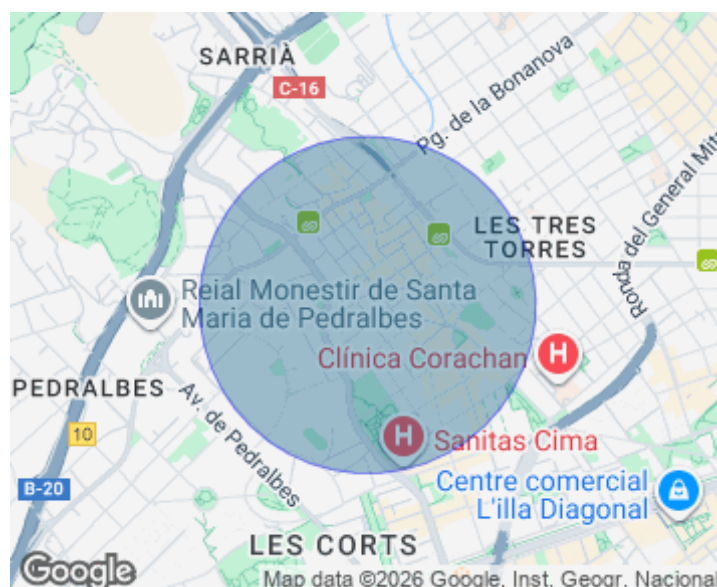 SARRIÀ
C-16
Pg. de la Bonanova
LES TRES
TORRES
Ronda del General Mit
Reial Monestir de Santa
Maria de Pedralbes
Clínica Corachan
H
PEDRALBES
Av. de Pedralbes
10
H
Sanitas Cima
B-20
Centre comercial
L'illa Diagonal
LES CORTS
Google
Map data ©2026 Google, Inst. Geogr. Nacional